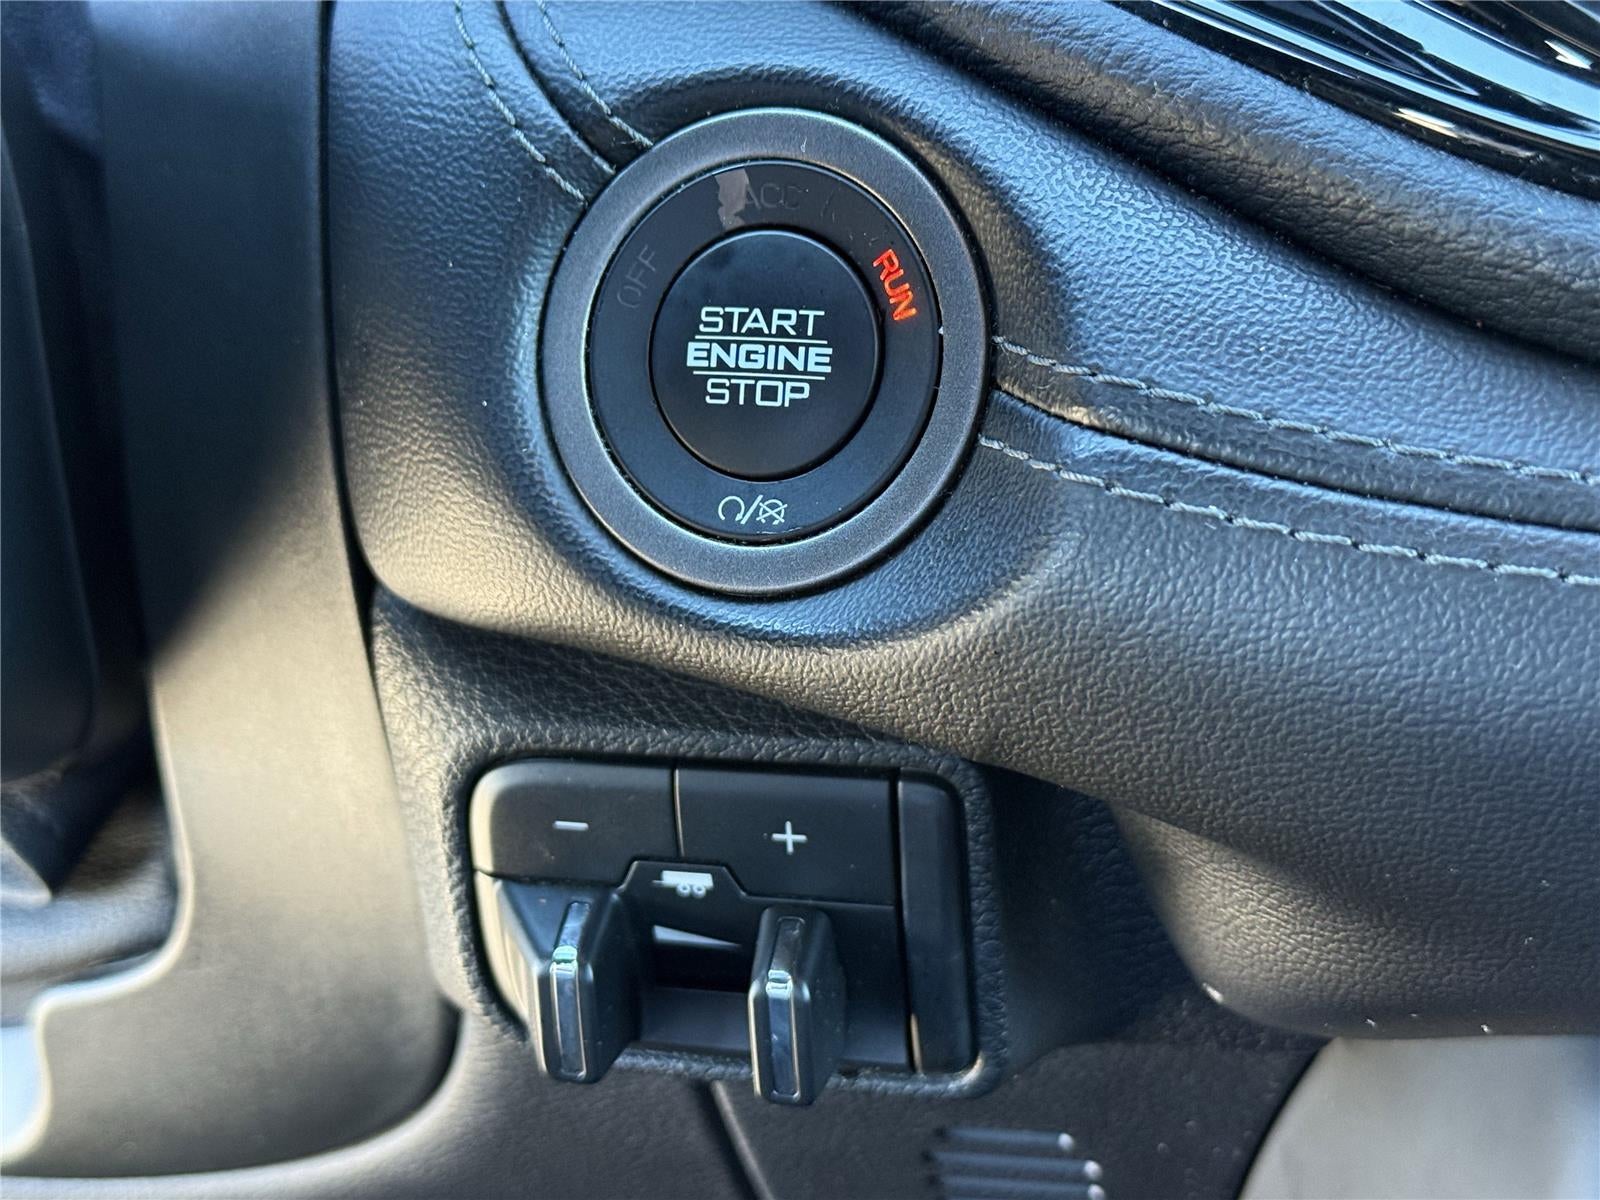 ACC
OFF
RUN
START
ENGINE
STOP
- +